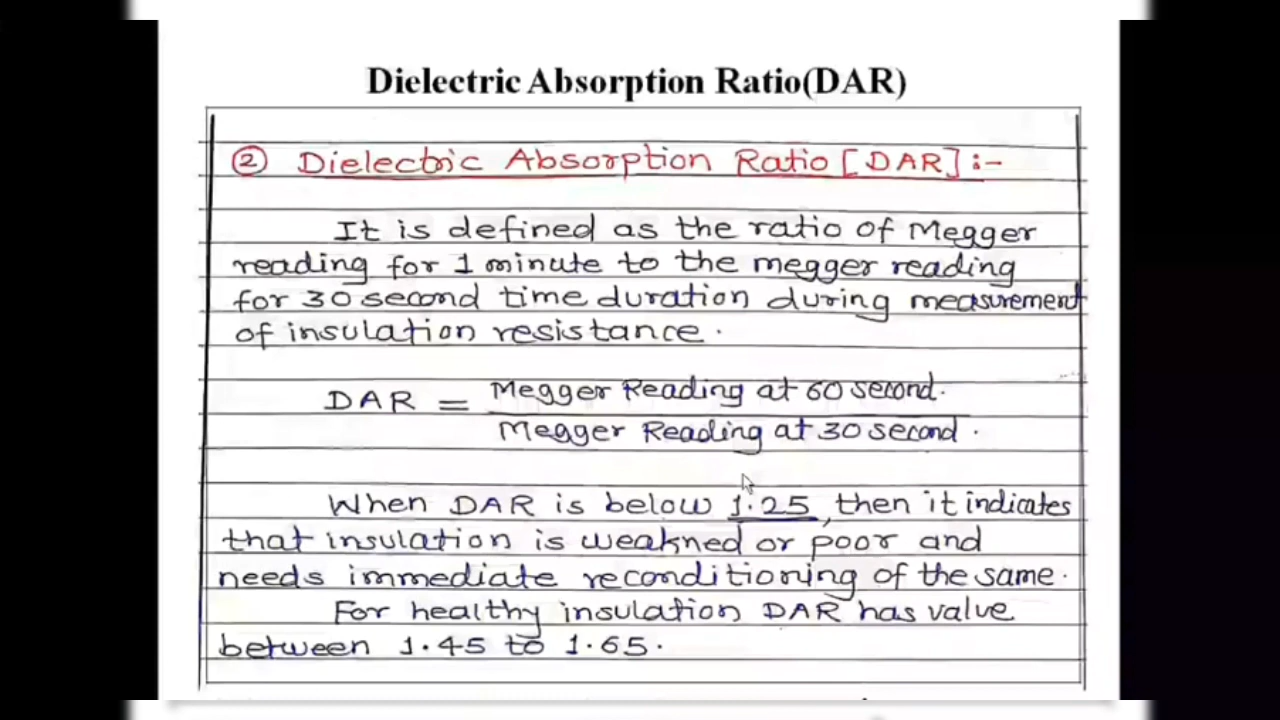 Dielectric Absorption Ratio(DAR)
② Dielectric Absorption Ratio [DAR] :-
It is defined as the ratio of Megger
reading for 1 minute to the megger reading
for 30 second time duration during measurement
of insulation resistance.
DAR = Megger Reading at 60 second.
Megger Reading at 30 second.
When DAR is below 1.25, then it indicates
that insulation is weakned or poor and
needs immediate reconditioning of the same.
For healthy insulation DAR has value
between 1.45 to 1.65.